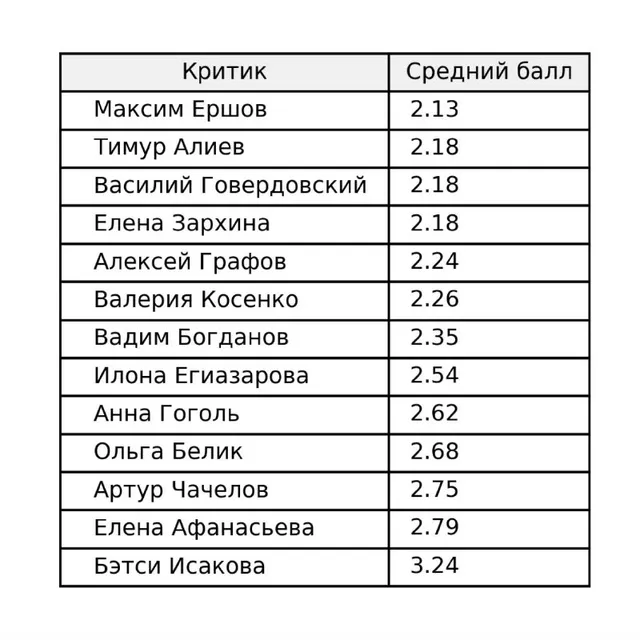 Критик Средний балл
Максим Ершов 2.13
Тимур Алиев 2.18
Василий Говердовский 2.18
Елена Зархина 2.18
Алексей Графов 2.24
Валерия Косенко 2.26
Вадим Богданов 2.35
Илона Егиазарова 2.54
Анна Гоголь 2.62
Ольга Белик 2.68
Артур Чачелов 2.75
Елена Афанасьева 2.79
Бэтси Исакова 3.24